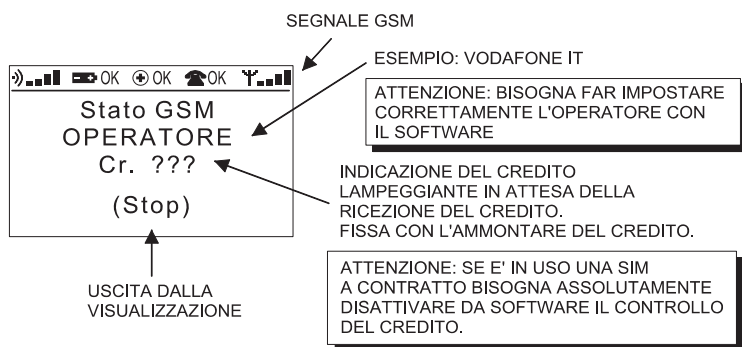 SEGNALE GSM
OK OK OK
Stato GSM
OPERATORE
Cr. ???
(Stop)
ESEMPIO: VODAFONE IT
ATTENZIONE: BISOGNA FAR IMPOSTARE
CORRETTAMENTE L'OPERATORE CON
IL SOFTWARE
INDICAZIONE DEL CREDITO
LAMPEGGIANTE IN ATTESA DELLA
RICEZIONE DEL CREDITO.
FISSA CON L'AMMONTARE DEL CREDITO.
ATTENZIONE: SE E' IN USO UNA SIM
A CONTRATTO BISOGNA ASSOLUTAMENTE
DISATTIVARE DA SOFTWARE IL CONTROLLO
DEL CREDITO.
USCITA DALLA
VISUALIZZAZIONE